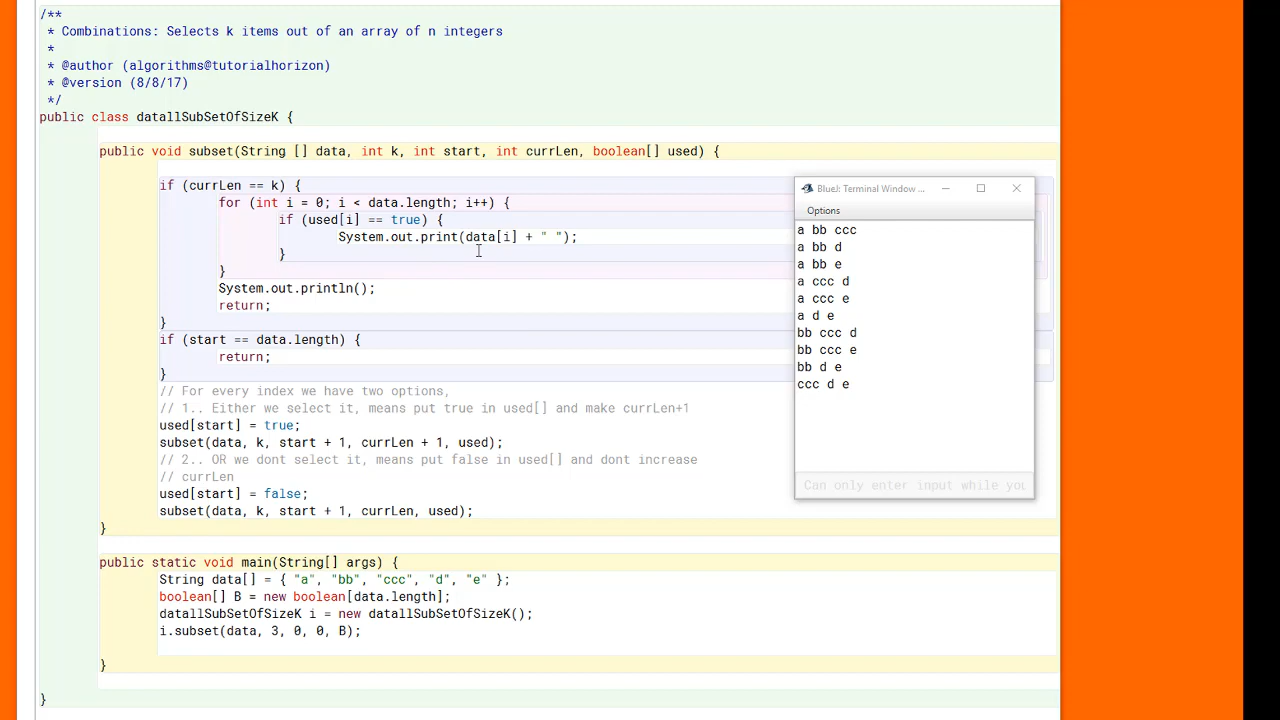 /**
* Combinations: Selects k items out of an array of n integers
*
* @author (algorithms@tutorialhorizon)
* @version (8/8/17)
*/
public class datallSubSetOfSizeK {
public void subset(String [] data, int k, int start, int currLen, boolean[] used) {
if (currLen == k) {
for (int i = 0; i < data.length; i++) {
if (used[i] == true) {
System.out.print(data[i] + " ");
}
}
System.out.println();
return;
}
if (start == data.length) {
return;
}
// For every index we have two options,
// 1.. Either we select it, means put true in used[] and make currLen+1
used[start] = true;
subset(data, k, start + 1, currLen + 1, used);
// 2.. OR we dont select it, means put false in used[] and dont increase
// currLen
used[start] = false;
subset(data, k, start + 1, currLen, used);
}
public static void main(String[] args) {
String data[] = { "a", "bb", "ccc", "d", "e" };
boolean[] B = new boolean[data.length];
datallSubSetOfSizeK i = new datallSubSetOfSizeK();
i.subset(data, 3, 0, 0, B);
}
}
BlueJ: Terminal Window ...
Options
a bb ccc
a bb d
a bb e
a ccc d
a ccc e
a d e
bb ccc d
bb ccc e
bb d e
ccc d e
Can only enter input while you